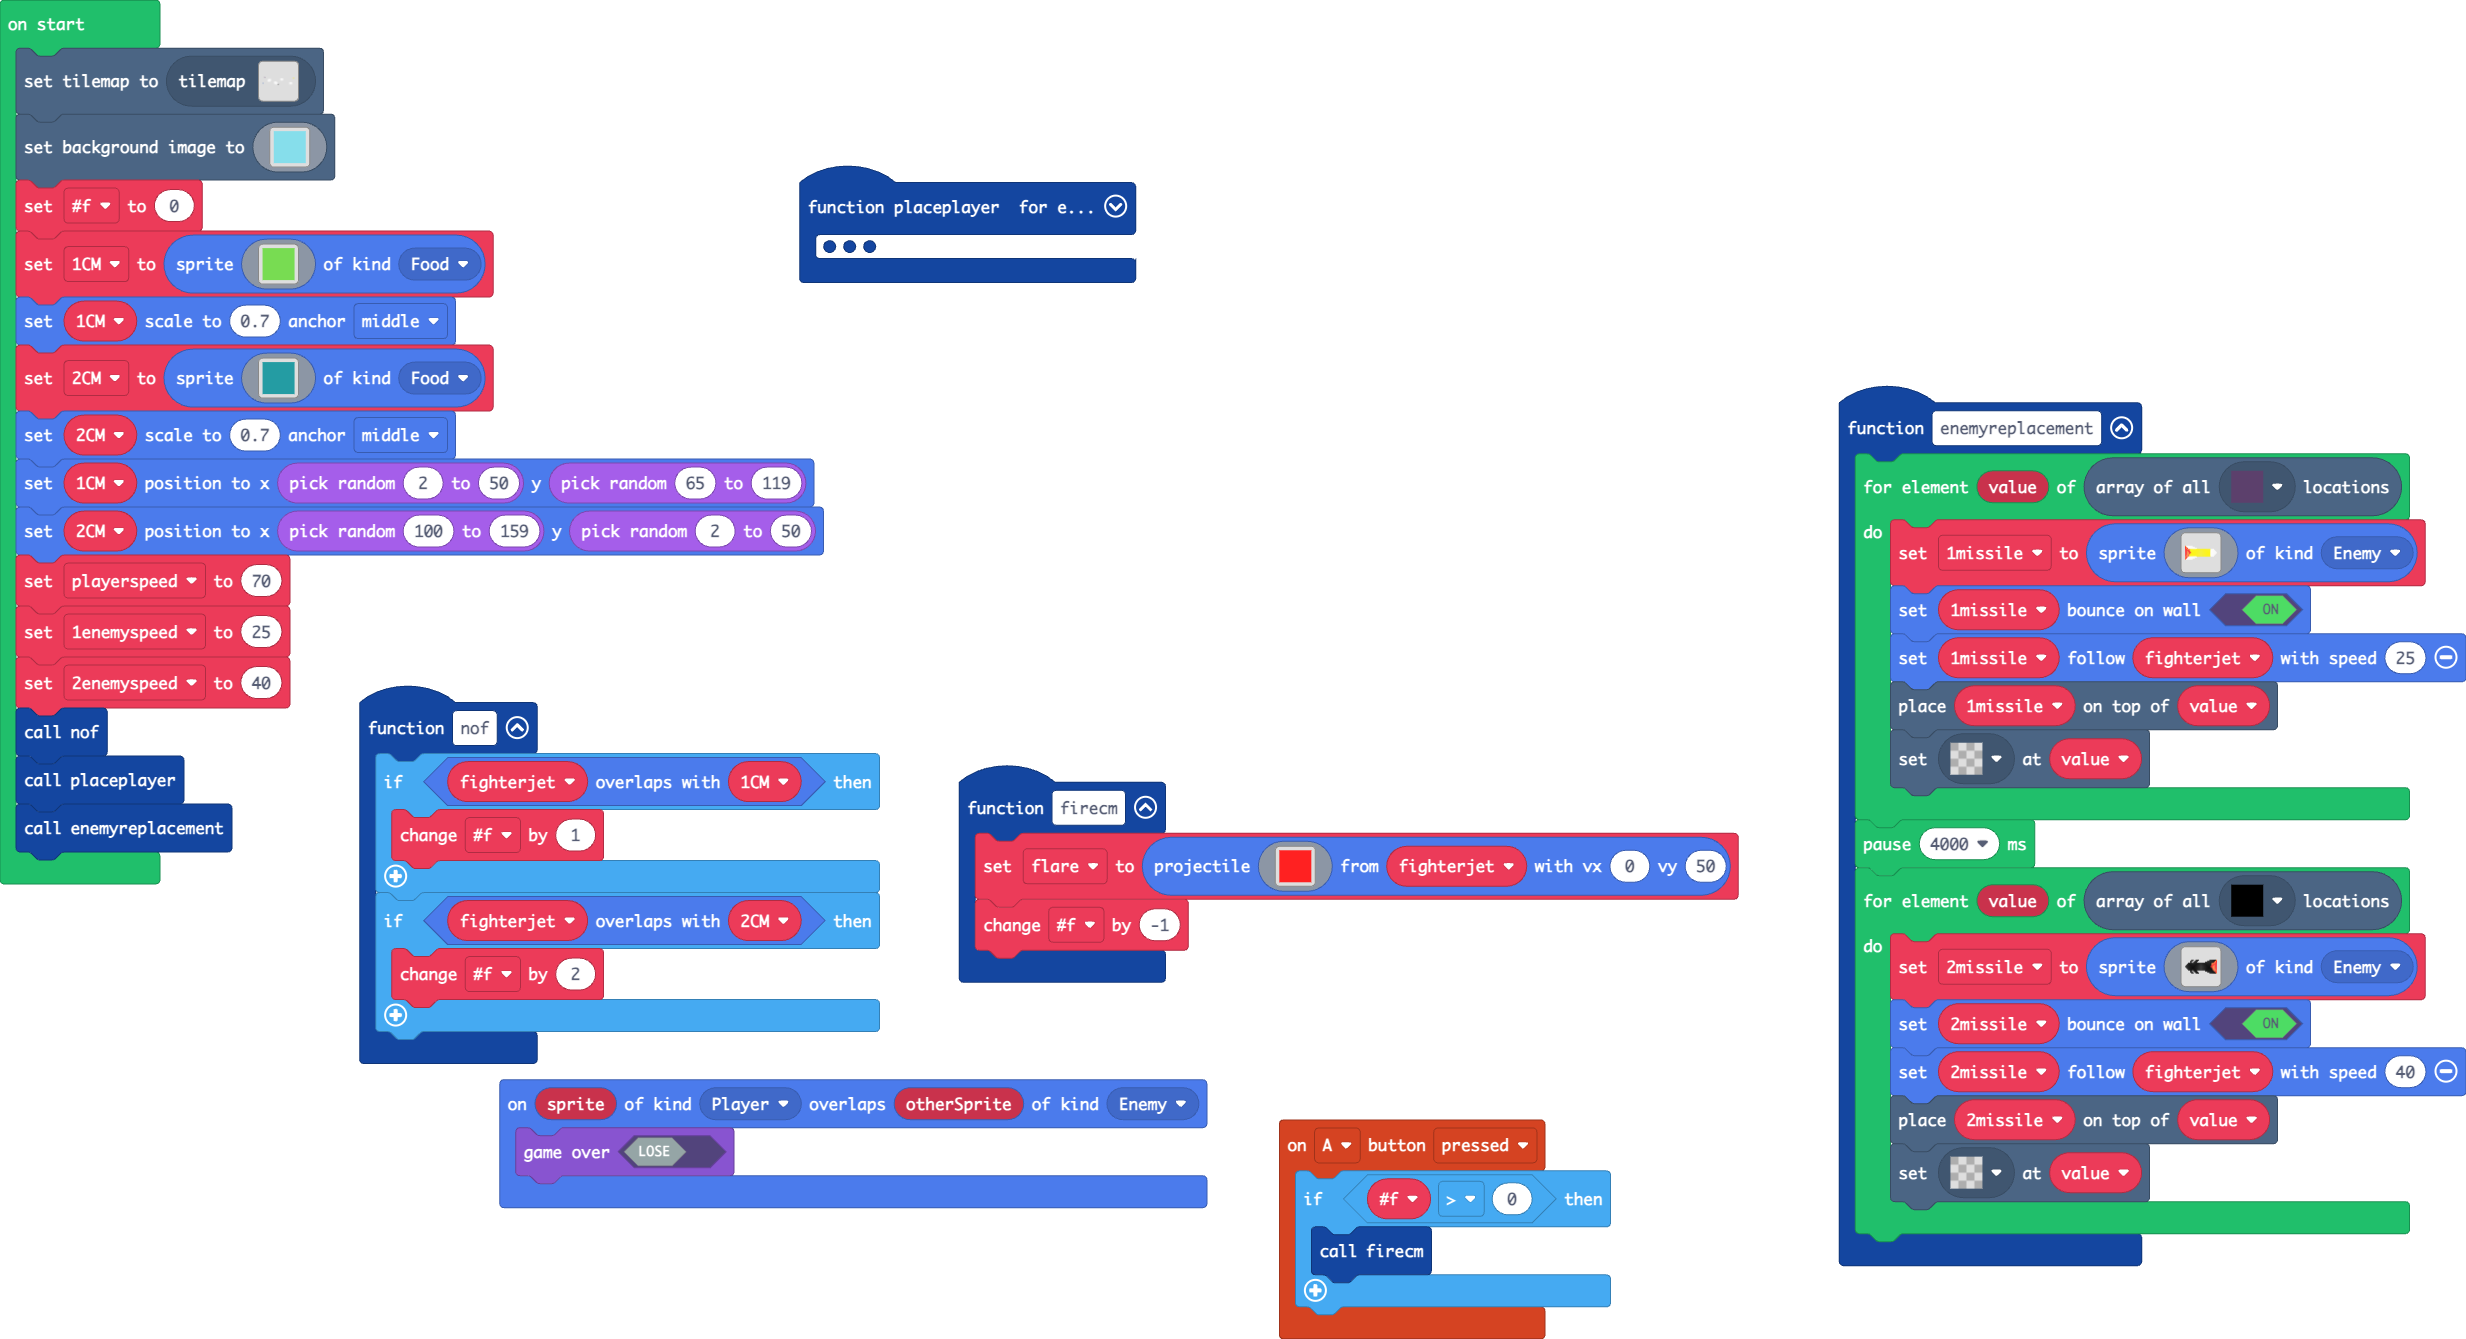 on start
set tilemap to tilemap
set background image to
set #f to 0
set 1CM to sprite of kind Food
set 1CM scale to 0.7 anchor middle
set 2CM to sprite of kind Food
set 2CM scale to 0.7 anchor middle
set 1CM position to x pick random 2 to 50 y pick random 65 to 119
set 2CM position to x pick random 100 to 159 y pick random 2 to 50
set playerspeed to 70
set 1enemyspeed to 25
set 2enemyspeed to 40
call nof
call placeplayer
call enemyreplacement
function placeplayer for e...
function nof
if fighterjet overlaps with 1CM then
change #f by 1
if fighterjet overlaps with 2CM then
change #f by 2
on sprite of kind Player overlaps otherSprite of kind Enemy
game over LOSE
function firecm
set flare to projectile from fighterjet with vx 0 vy 50
change #f by -1
on A button pressed
if #f > 0 then
call firecm
function enemyreplacement
for element value of array of all locations
do
set 1missile to sprite of kind Enemy
set 1missile bounce on wall ON
set 1missile follow fighterjet with speed 25
place 1missile on top of value
set at value
pause 4000 ms
for element value of array of all locations
do
set 2missile to sprite of kind Enemy
set 2missile bounce on wall ON
set 2missile follow fighterjet with speed 40
place 2missile on top of value
set at value